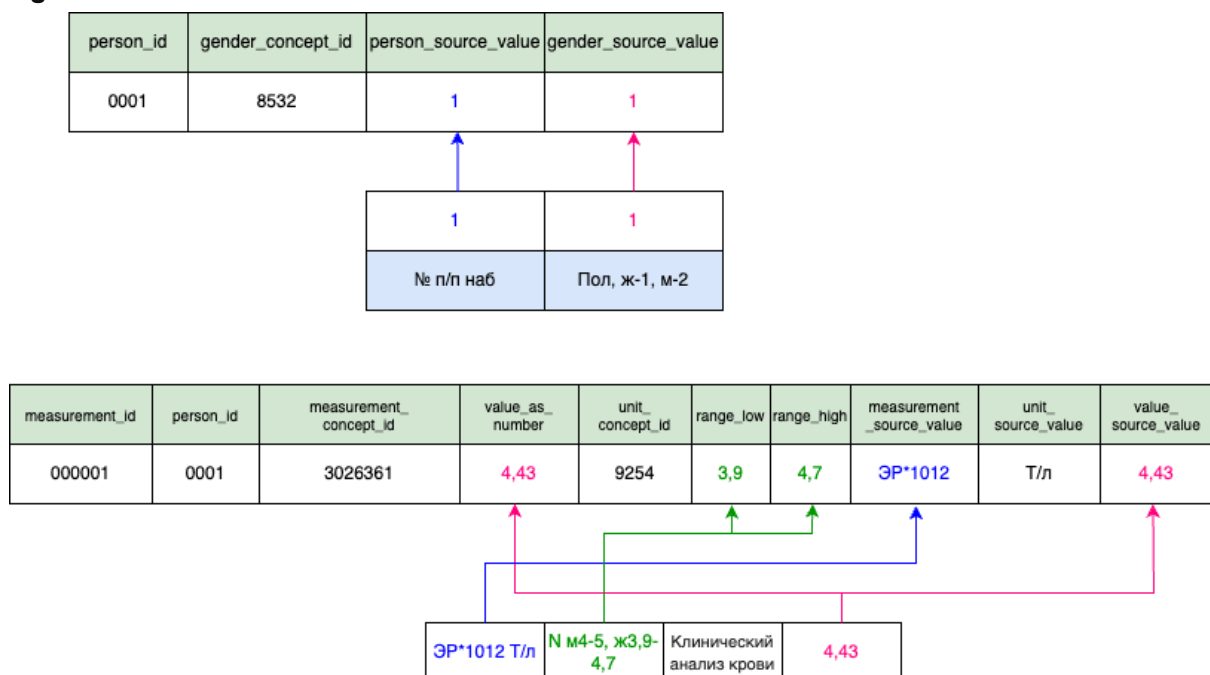 person_id gender_concept_id person_source_value gender_source_value
0001 8532 1 1
1 1
№ п/п наб Пол, ж-1, м-2
measurement_id person_id measurement_ concept_id value_as_ number unit_ concept_id range_low range_high measurement _source_value unit_ source_value value_ source_value
000001 0001 3026361 4,43 9254 3,9 4,7 ЭР*1012 Т/л 4,43
ЭР*1012 Т/л N м4-5, ж3,9- 4,7 Клинический анализ крови 4,43